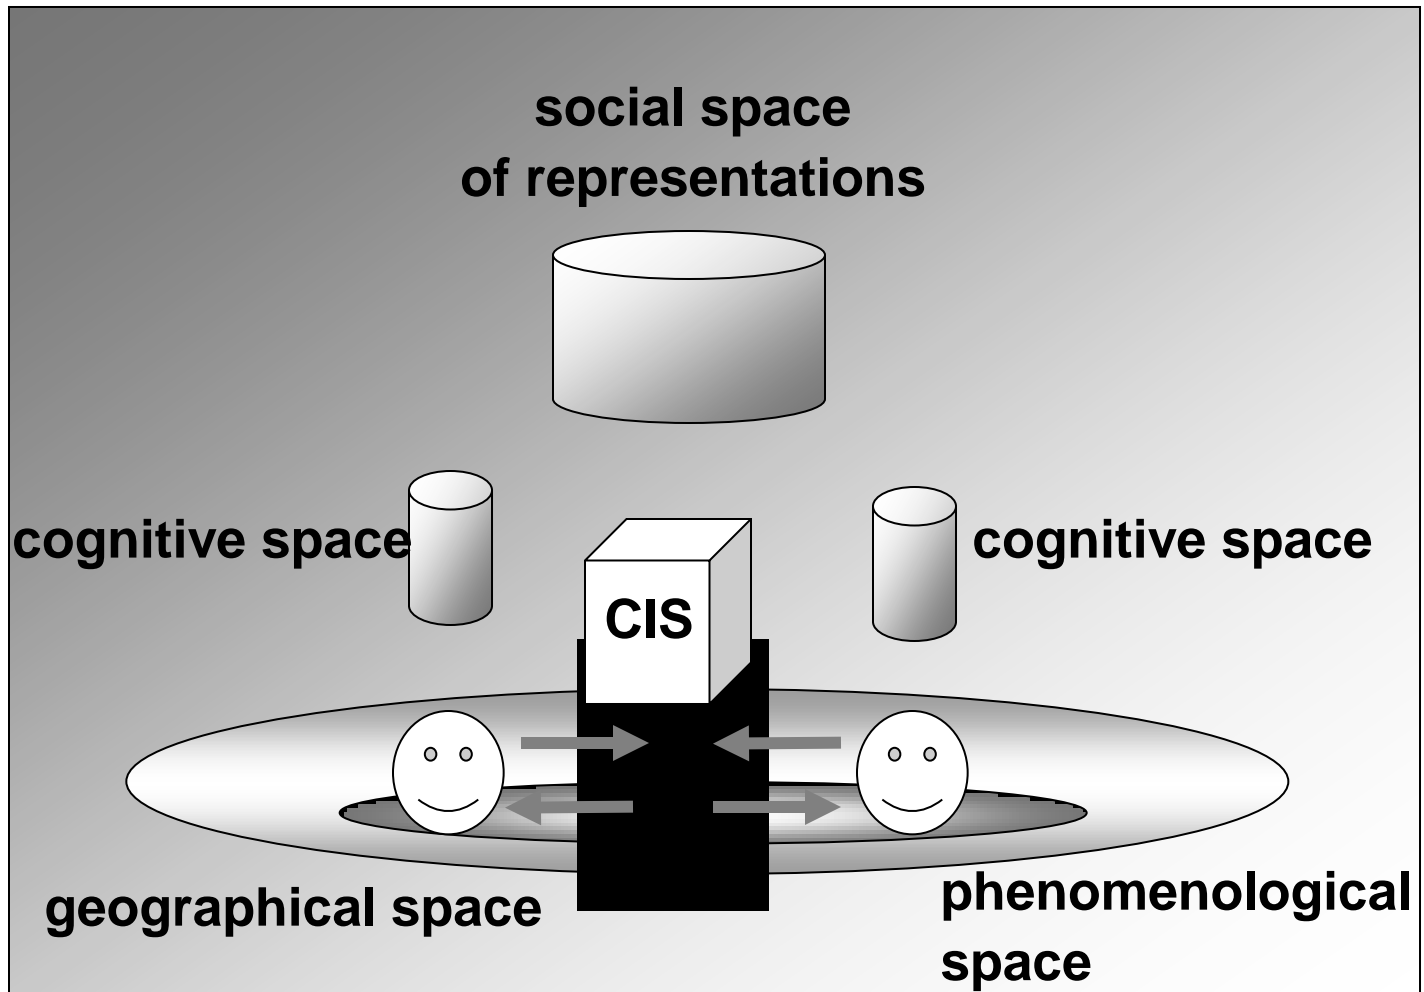 social space
of representations
cognitive space
cognitive space
CIS
geographical space
phenomenological
space